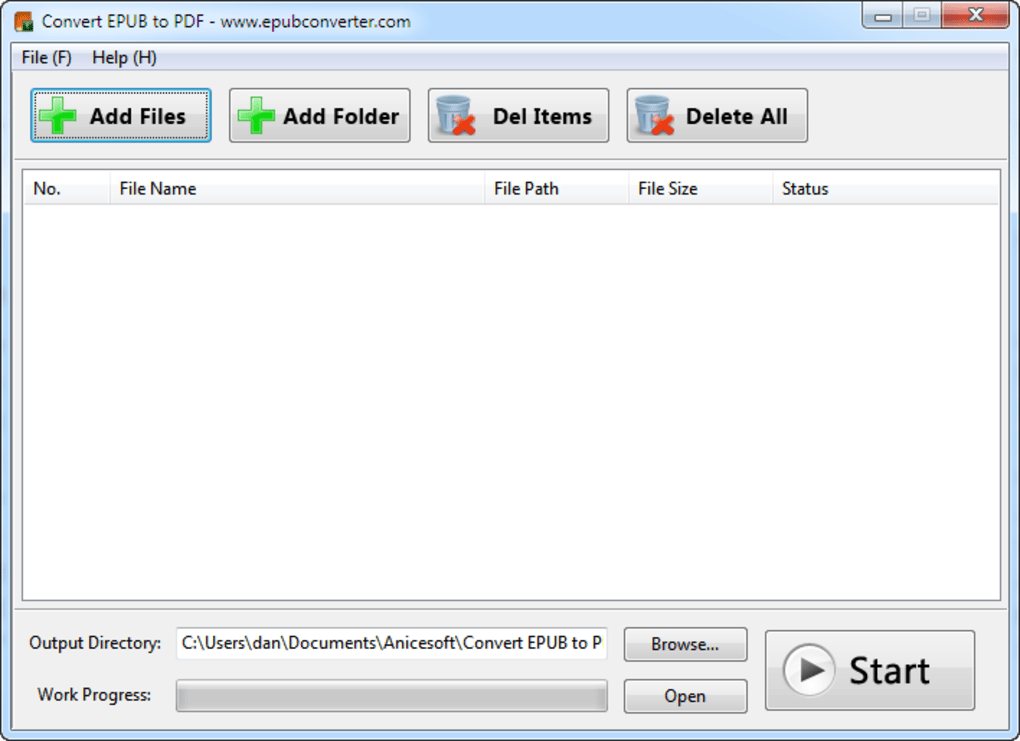 Convert EPUB to PDF - www.epubconverter.com
File (F) Help (H)
Add Files Add Folder Del Items Delete All
No. File Name File Path File Size Status
Output Directory: C:\Users\dan\Documents\Anicesoft\Convert EPUB to P Browse...
Start
Work Progress: Open